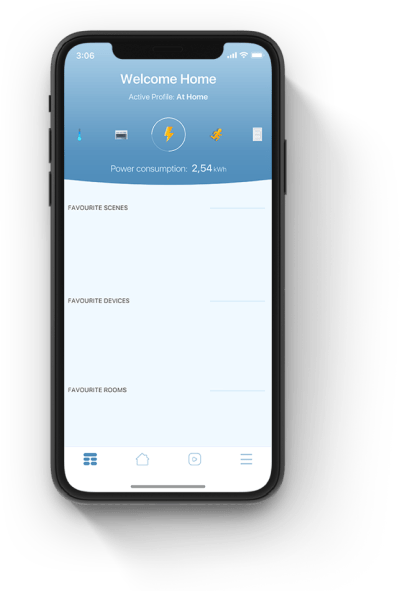 3:06
Welcome Home
Active Profile: At Home
Power consumption: 2,54 kWh
FAVOURITE SCENES
FAVOURITE DEVICES
FAVOURITE ROOMS